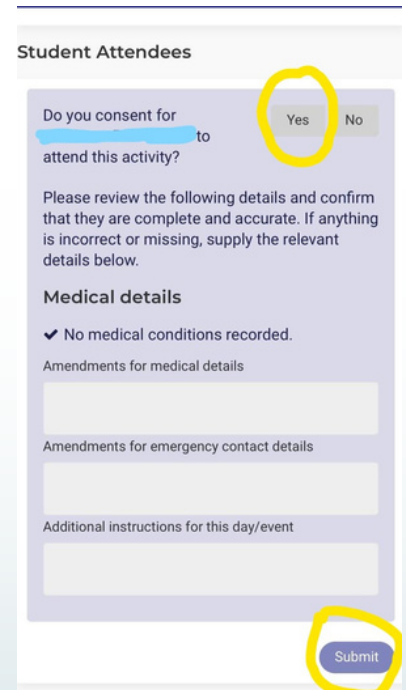 Student Attendees
Do you consent for
Yes
No
to
attend this activity?
Please review the following details and confirm
that they are complete and accurate. If anything
is incorrect or missing, supply the relevant
details below.
Medical details
✔ No medical conditions recorded.
Amendments for medical details
Amendments for emergency contact details
Additional instructions for this day/event
Submit